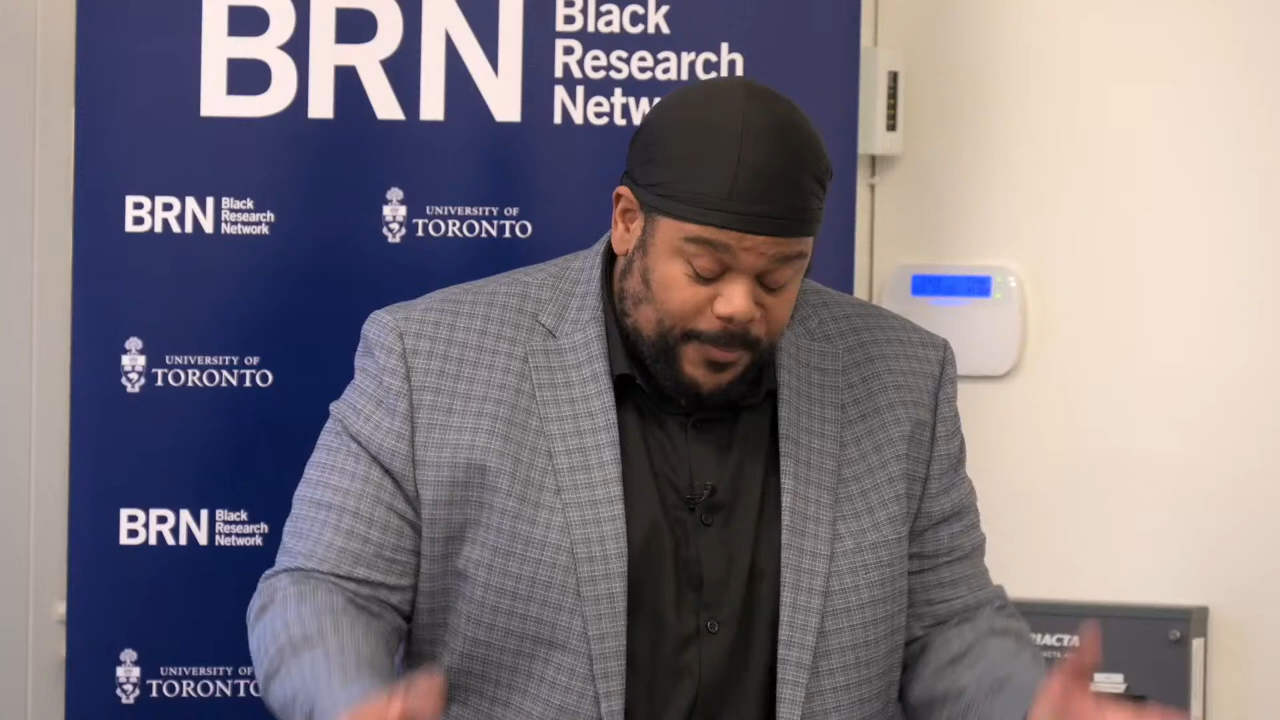 BRN
Black
Research
Netw
BRN
Black
Research
Network
UNIVERSITY OF
TORONTO
UNIVERSITY OF
TORONTO
BRN
Black
Research
Network
UNIVERSITY OF
TORONTO